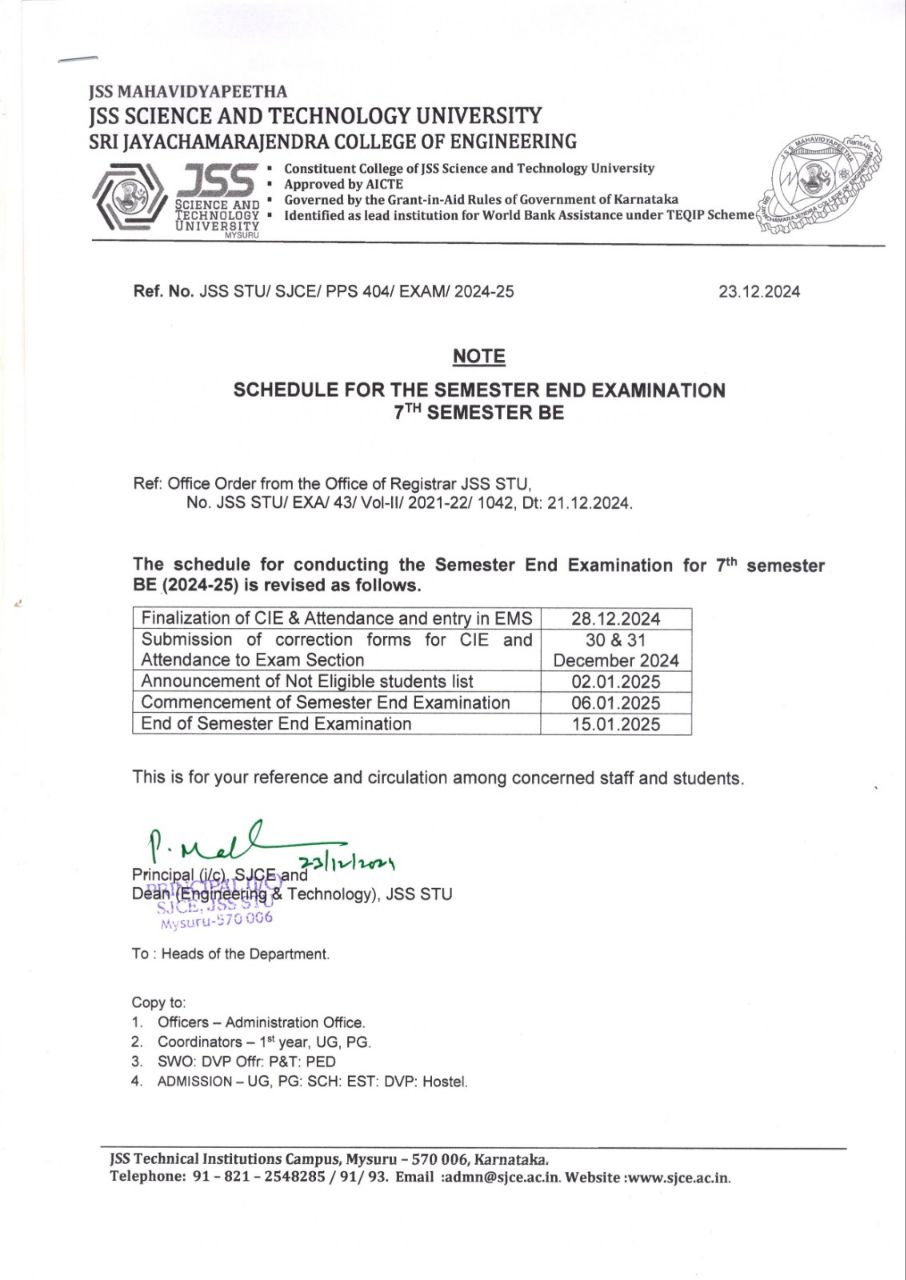 JSS MAHAVIDYAPEETHA
JSS SCIENCE AND TECHNOLOGY UNIVERSITY
SRI JAYACHAMARAJENDRA COLLEGE OF ENGINEERING
JSS
SCIENCE AND
TECHNOLOGY
UNIVERSITY
MYSURU
▪ Constituent College of JSS Science and Technology University
▪ Approved by AICTE
▪ Governed by the Grant-in-Aid Rules of Government of Karnataka
▪ Identified as lead institution for World Bank Assistance under TEQIP Scheme
Ref. No. JSS STU/ SJCE/ PPS 404/ EXAM/ 2024-25 23.12.2024
NOTE
SCHEDULE FOR THE SEMESTER END EXAMINATION
7TH SEMESTER BE
Ref: Office Order from the Office of Registrar JSS STU,
No. JSS STU/ EXA/ 43/ Vol-II/ 2021-22/ 1042, Dt: 21.12.2024.
The schedule for conducting the Semester End Examination for 7th semester
BE (2024-25) is revised as follows.
Finalization of CIE & Attendance and entry in EMS 28.12.2024
Submission of correction forms for CIE and 30 & 31
Attendance to Exam Section December 2024
Announcement of Not Eligible students list 02.01.2025
Commencement of Semester End Examination 06.01.2025
End of Semester End Examination 15.01.2025
This is for your reference and circulation among concerned staff and students.
23/12/2024
Principal (i/c), SJCE and
Dean (Engineering & Technology), JSS STU
PRINCIPAL (I/C)
SJCE, JSS STU
Mysuru-570 006
To : Heads of the Department.
Copy to:
1. Officers – Administration Office.
2. Coordinators – 1st year, UG, PG.
3. SWO: DVP Offr: P&T: PED
4. ADMISSION – UG, PG: SCH: EST: DVP: Hostel.
JSS Technical Institutions Campus, Mysuru – 570 006, Karnataka.
Telephone: 91 – 821 – 2548285 / 91/ 93. Email :admn@sjce.ac.in. Website :www.sjce.ac.in.